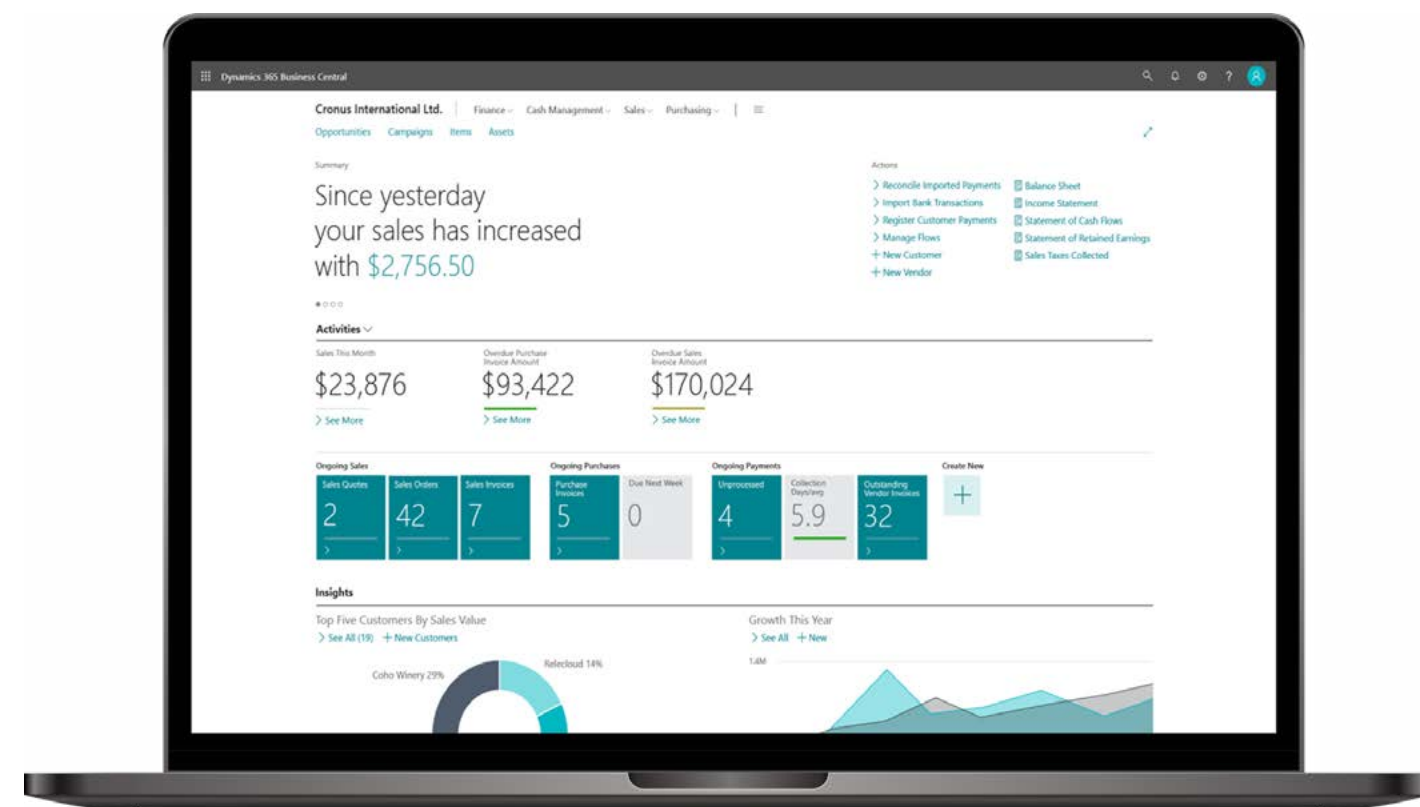 Dynamics 365 Business Central
?
Cronus International Ltd.
Finance
Cash Management
Sales
Purchasing
Opportunities
Campaigns
Items
Assets
Summary
Since yesterday
your sales has increased
with $2,756.50
Actions
Reconcile Imported Payments
Import Bank Transactions
Register Customer Payments
Manage Flows
+ New Customer
+ New Vendor
Balance Sheet
Income Statement
Statement of Cash Flows
Statement of Retained Earnings
Sales Taxes Collected
Activities
Sales This Month
$23,876
> See More
Overdue Purchase
Invoice Amount
$93,422
> See More
Overdue Sales
Invoice Amount
$170,024
> See More
Ongoing Sales
Sales Quotes
2
Sales Orders
42
Sales Invoices
7
Ongoing Purchases
Purchase
Invoices
5
Due Next Week
0
Ongoing Payments
Unprocessed
4
Collection
Days/avg
5.9
Outstanding
Vendor Invoices
32
Create New
+
Insights
Top Five Customers By Sales Value
> See All (19)
+ New Customers
Coho Winery 29%
Relecloud 14%
Growth This Year
> See All
+ New
1.4M